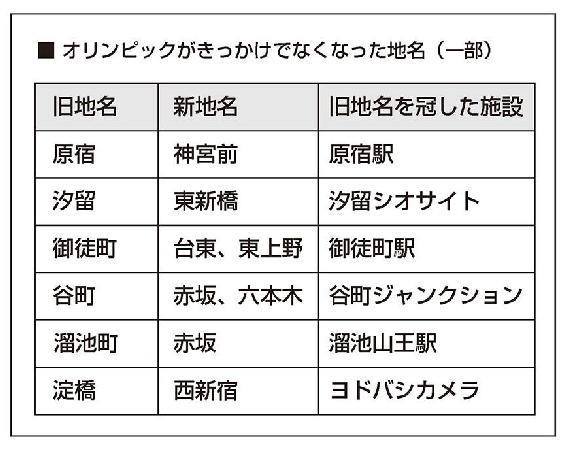 ■ オリンピックがきっかけでなくなった地名（一部）
旧地名 新地名 旧地名を冠した施設
原宿 神宮前 原宿駅
汐留 東新橋 汐留シオサイト
御徒町 台東、東上野 御徒町駅
谷町 赤坂、六本木 谷町ジャンクション
溜池町 赤坂 溜池山王駅
淀橋 西新宿 ヨドバシカメラ